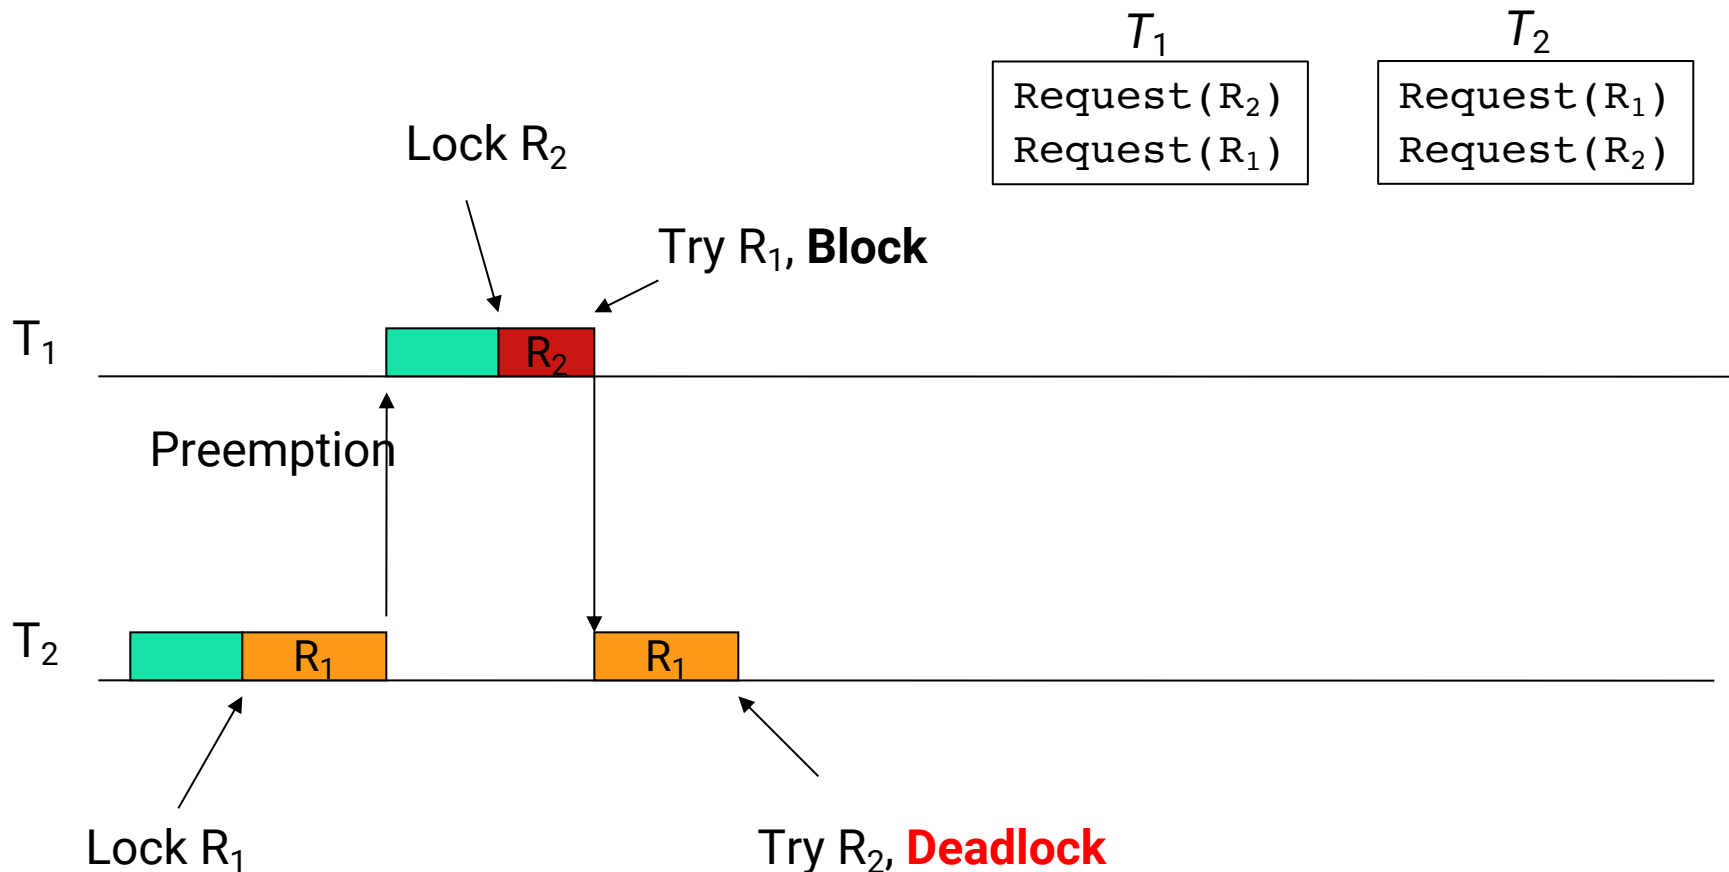 T₁
T₂
Request(R₂)
Request(R₁)
Request(R₁)
Request(R₂)
Lock R₂
Try R₁, Block
T₁
R₂
Preemption
T₂
R₁
R₁
Lock R₁
Try R₂, Deadlock